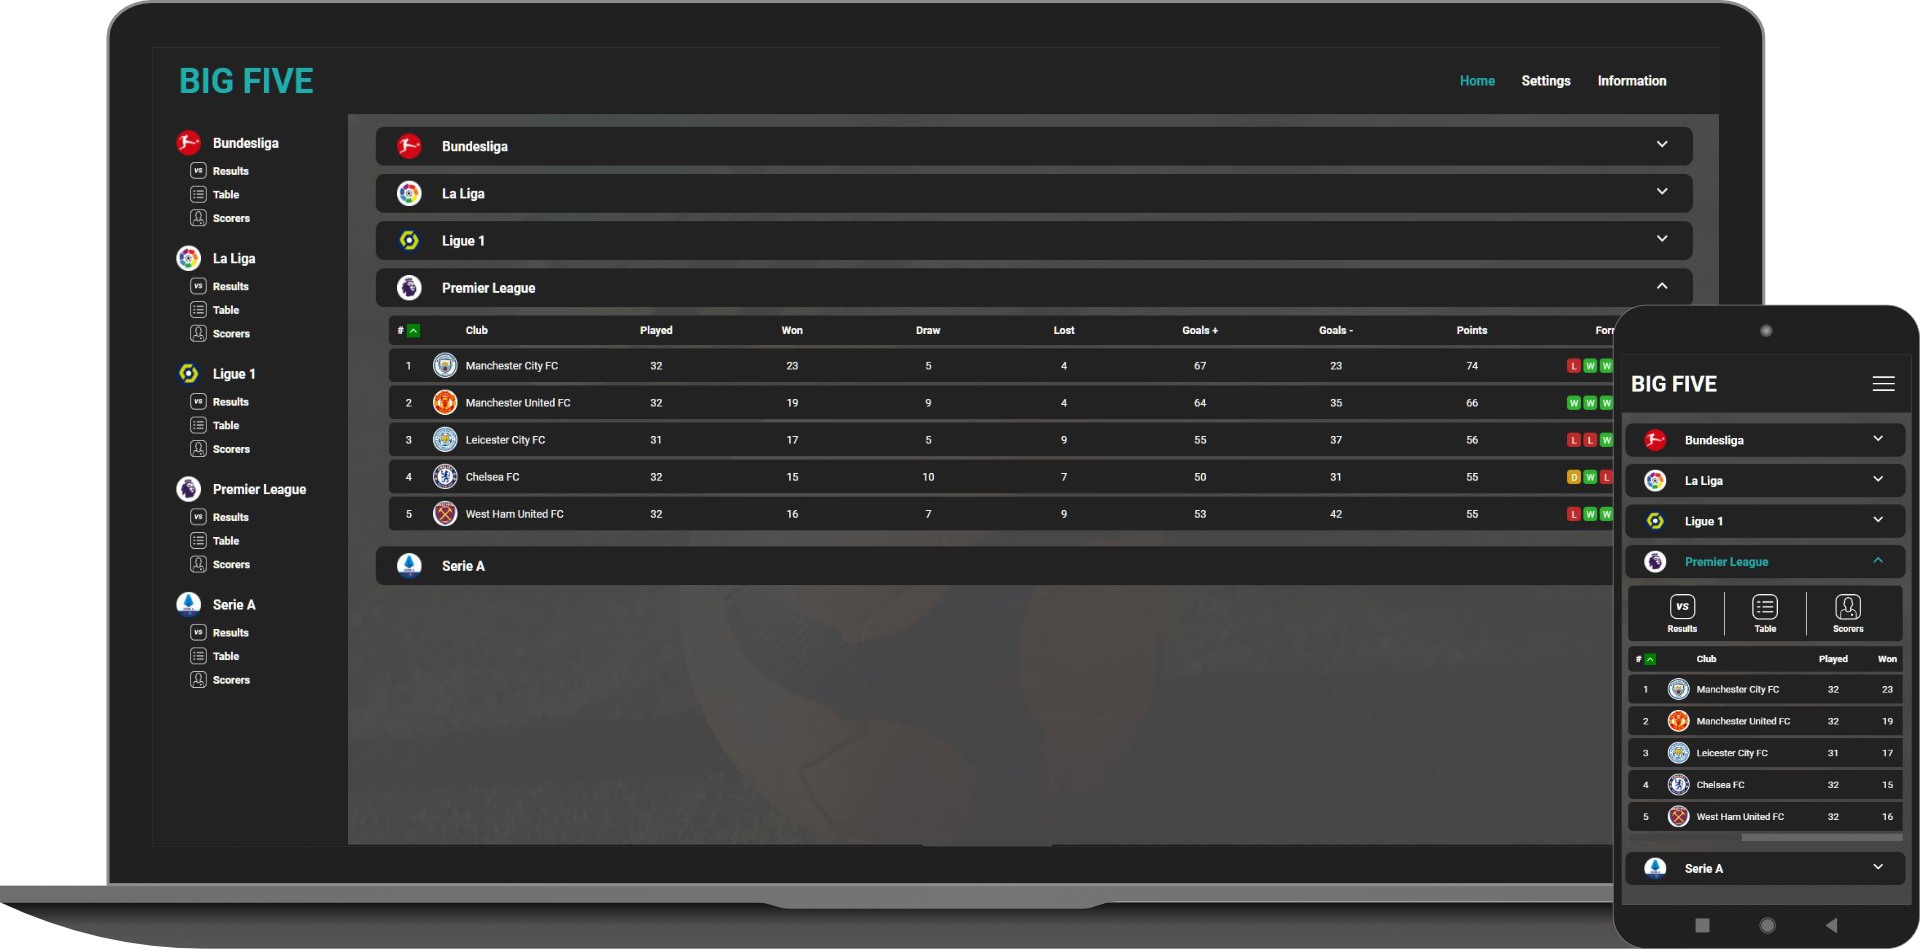 BIG FIVE
Home Settings Information
Bundesliga
Results
Table
Scorers
La Liga
Results
Table
Scorers
Ligue 1
Results
Table
Scorers
Premier League
Results
Table
Scorers
Serie A
Results
Table
Scorers
Bundesliga
La Liga
Ligue 1
Premier League
# Club Played Won Draw Lost Goals + Goals - Points For
1 Manchester City FC 32 23 5 4 67 23 74 L W W
2 Manchester United FC 32 19 9 4 64 35 66 W W W
3 Leicester City FC 31 17 5 9 55 37 56 L L W
4 Chelsea FC 32 15 10 7 50 31 55 D W L
5 West Ham United FC 32 16 7 9 53 42 55 L W W
Serie A
BIG FIVE
Bundesliga
La Liga
Ligue 1
Premier League
VS
Results Table Scorers
# Club Played Won
1 Manchester City FC 32 23
2 Manchester United FC 32 19
3 Leicester City FC 31 17
4 Chelsea FC 32 15
5 West Ham United FC 32 16
Serie A